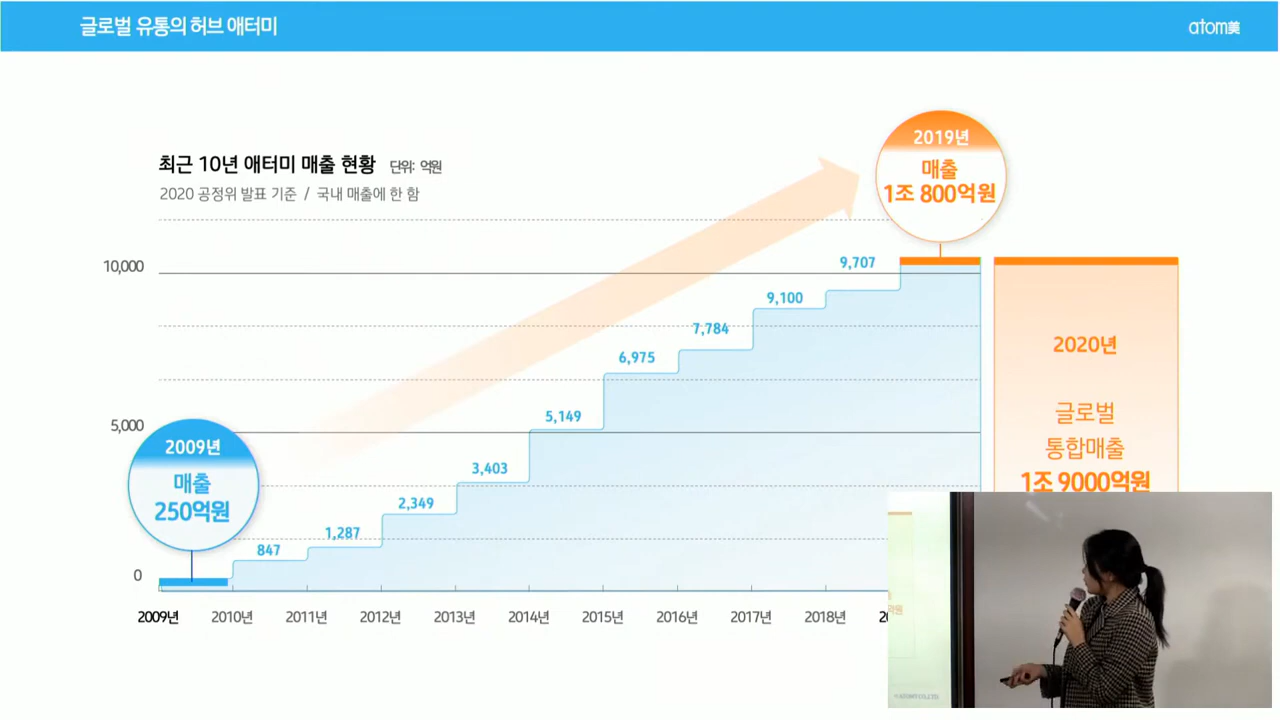 글로벌 유통의 허브 애터미
atom美
최근 10년 애터미 매출 현황 단위: 억원
2020 공정위 발표 기준 / 국내 매출에 한 함
2019년
매출
1조 800억원
10,000
5,000
0
2009년
매출
250억원
847
1,287
2,349
3,403
5,149
6,975
7,784
9,100
9,707
2020년
글로벌
통합매출
1조 9000억원
2009년 2010년 2011년 2012년 2013년 2014년 2015년 2016년 2017년 2018년